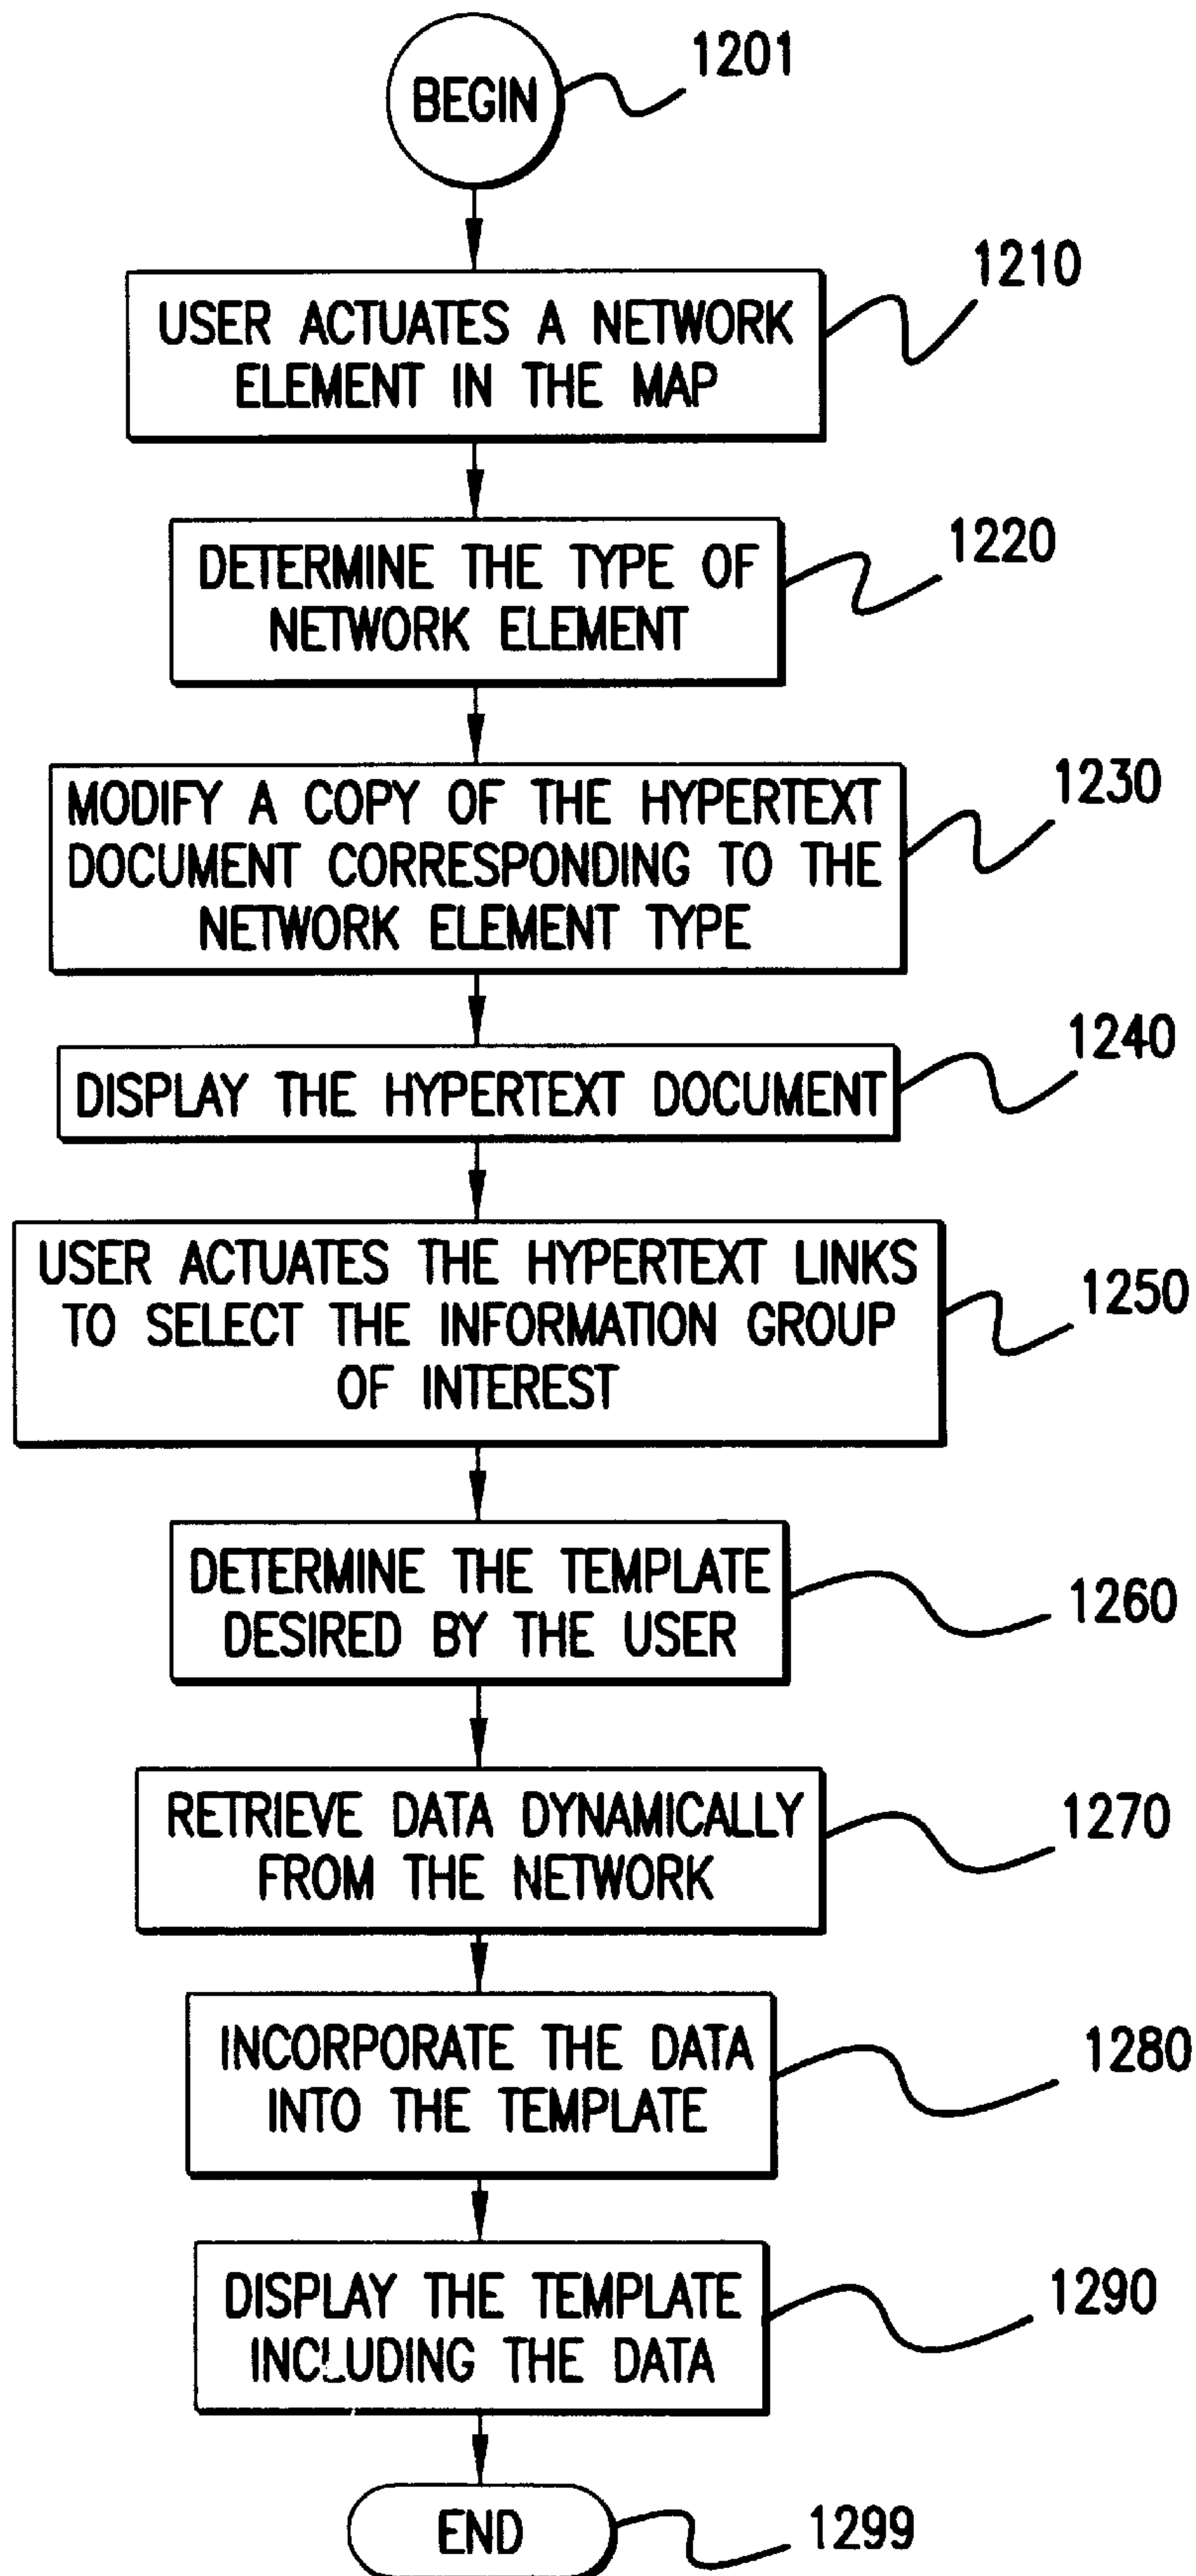 BEGIN
1201
USER ACTUATES A NETWORK
ELEMENT IN THE MAP
1210
DETERMINE THE TYPE OF
NETWORK ELEMENT
1220
MODIFY A COPY OF THE HYPERTEXT
DOCUMENT CORRESPONDING TO THE
NETWORK ELEMENT TYPE
1230
DISPLAY THE HYPERTEXT DOCUMENT
1240
USER ACTUATES THE HYPERTEXT LINKS
TO SELECT THE INFORMATION GROUP
OF INTEREST
1250
DETERMINE THE TEMPLATE
DESIRED BY THE USER
1260
RETRIEVE DATA DYNAMICALLY
FROM THE NETWORK
1270
INCORPORATE THE DATA
INTO THE TEMPLATE
1280
DISPLAY THE TEMPLATE
INCLUDING THE DATA
1290
END
1299